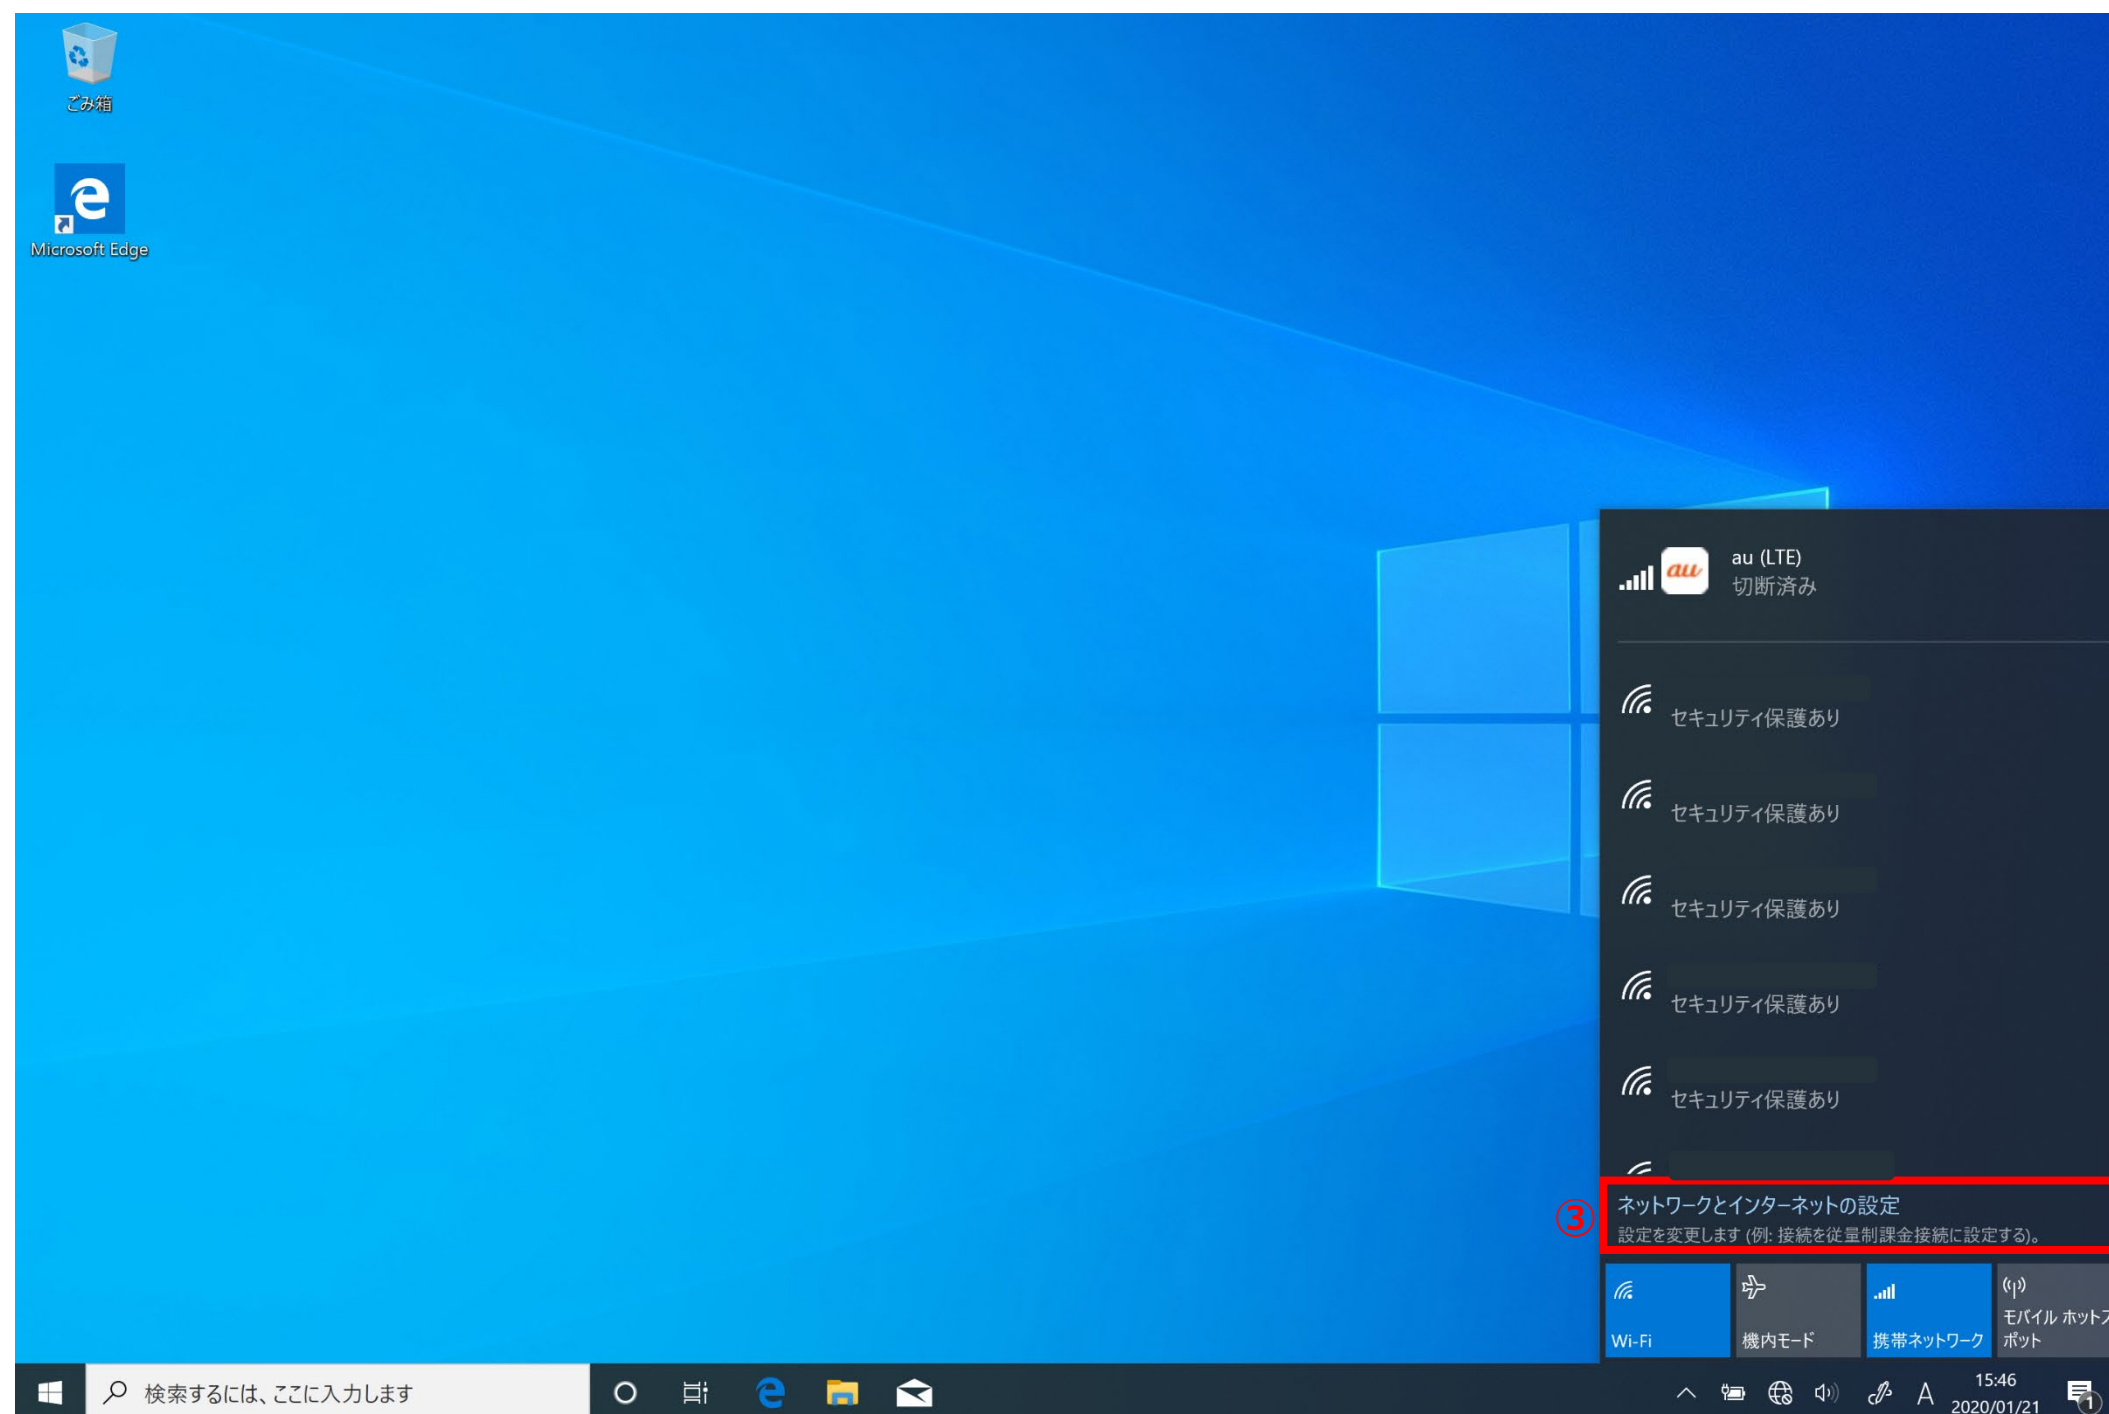 ごみ箱
Microsoft Edge
au
au (LTE)
切断済み
セキュリティ保護あり
セキュリティ保護あり
セキュリティ保護あり
セキュリティ保護あり
セキュリティ保護あり
③
ネットワークとインターネットの設定
設定を変更します (例: 接続を従量制課金接続に設定する)。
Wi-Fi
機内モード
携帯ネットワーク
モバイル ホットス
ポット
検索するには、ここに入力します
A
15:46
2020/01/21
1